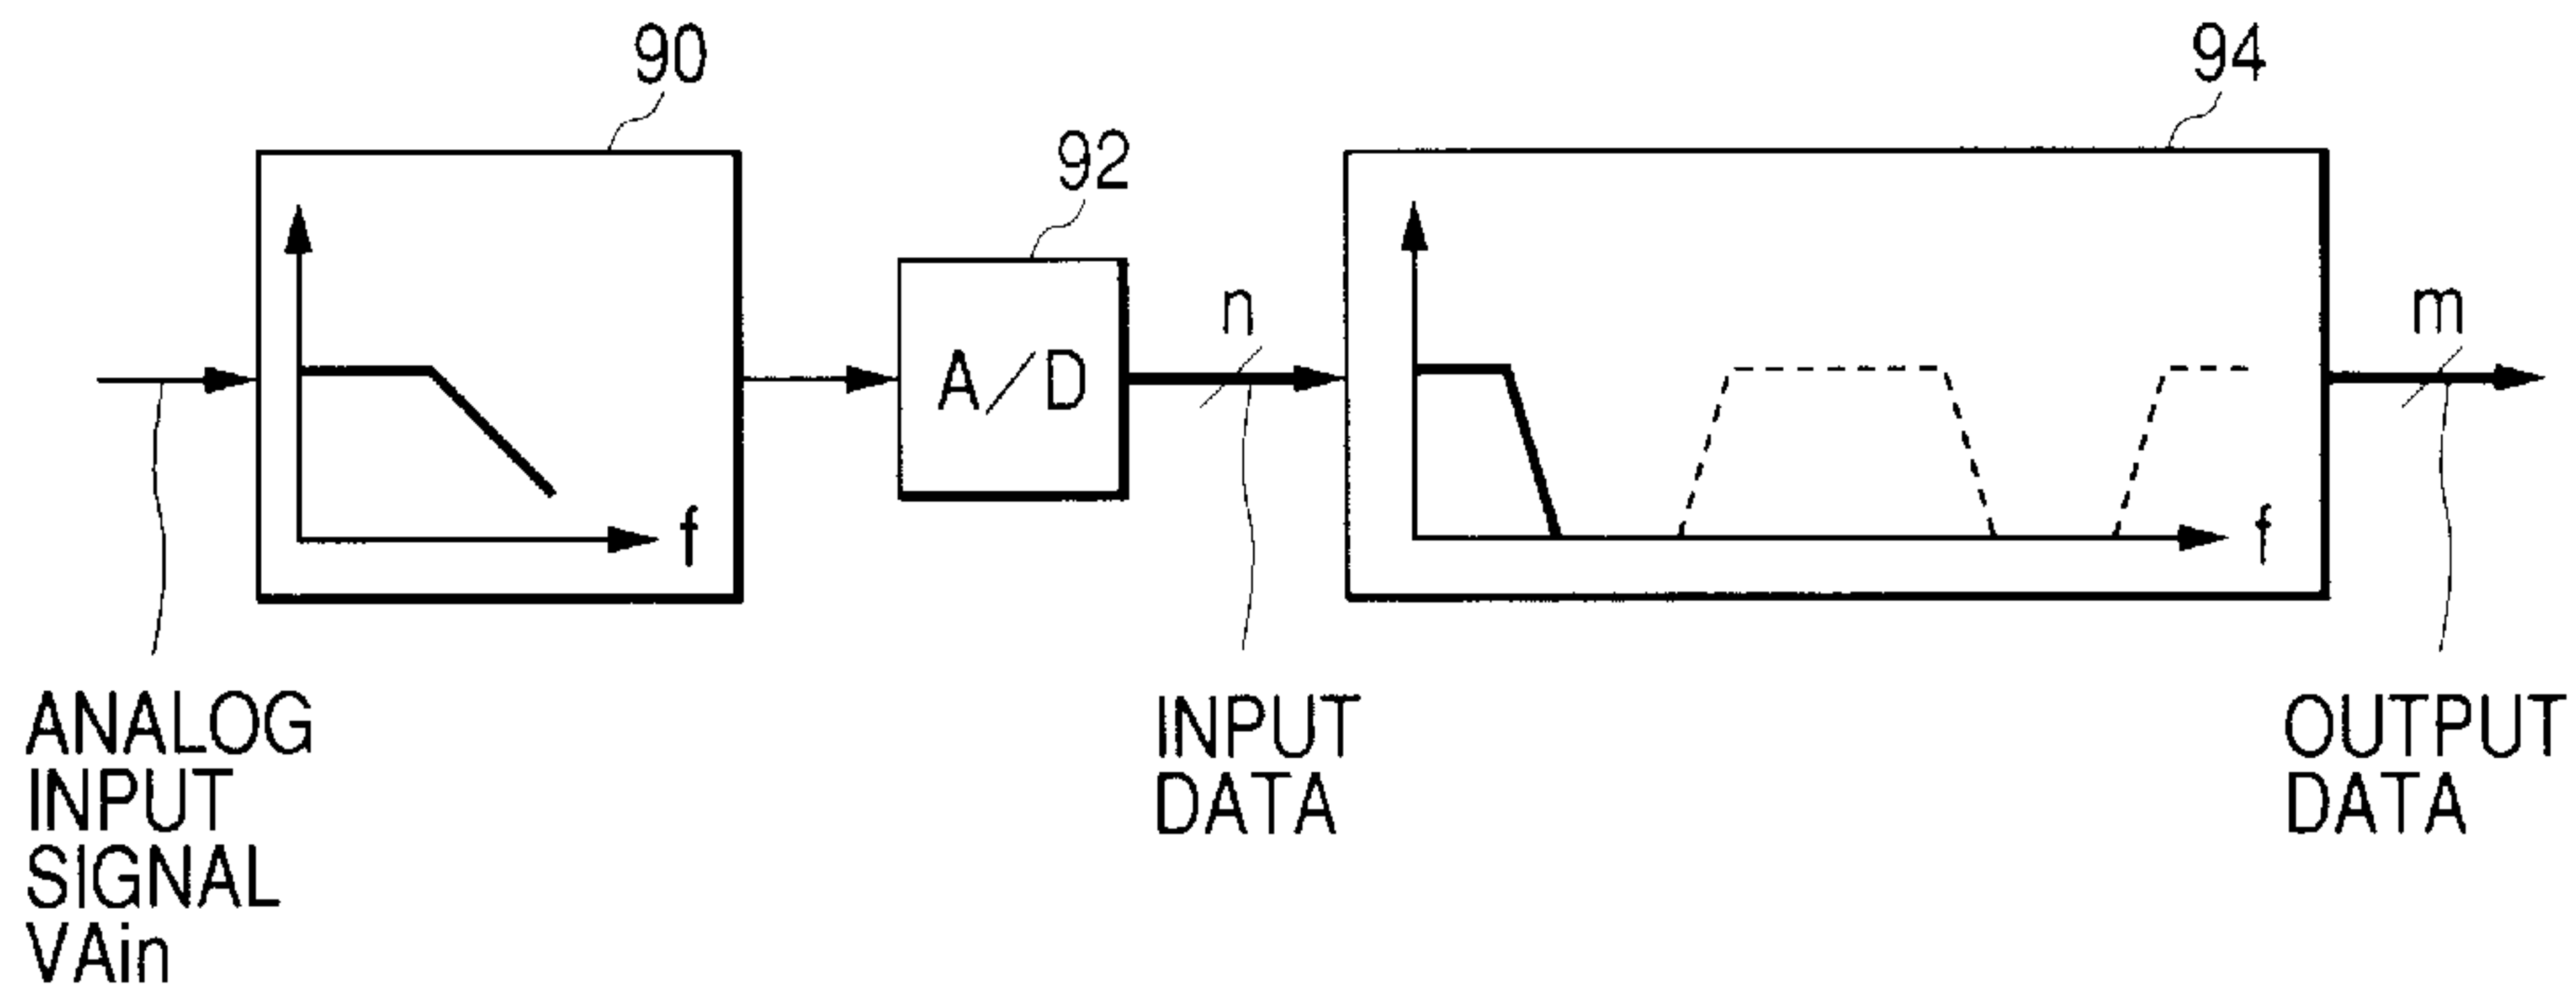 90
92
94
n
m
A/D
f
f
ANALOG
INPUT
SIGNAL
VAin
INPUT
DATA
OUTPUT
DATA